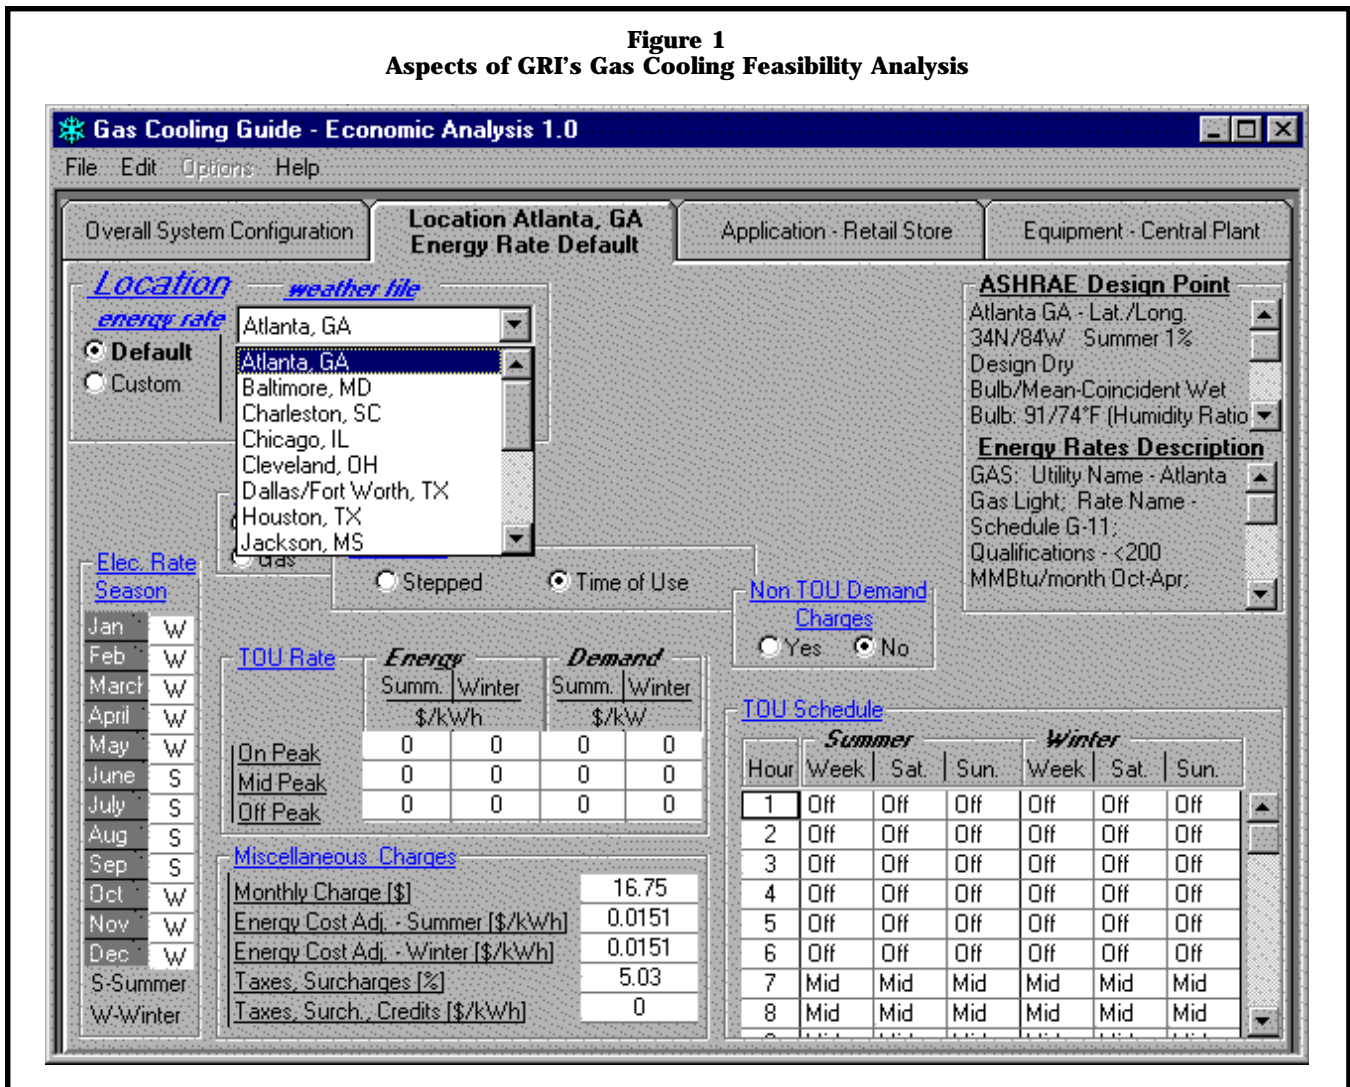 Figure 1
Aspects of GRI's Gas Cooling Feasibility Analysis
Gas Cooling Guide - Economic Analysis 1.0
File Edit Options Help
Overall System Configuration
Location Atlanta, GA
Energy Rate Default
Application - Retail Store
Equipment - Central Plant
Location
weather file
energy rate
Default
Custom
Atlanta, GA
Atlanta, GA
Baltimore, MD
Charleston, SC
Chicago, IL
Cleveland, OH
Dallas/Fort Worth, TX
Houston, TX
Jackson, MS
ASHRAE Design Point
Atlanta GA - Lat./Long.
34N/84W Summer 1%
Design Dry
Bulb/Mean-Coincident Wet
Bulb: 91/74°F (Humidity Ratio
Energy Rates Description
GAS: Utility Name - Atlanta
Gas Light; Rate Name -
Schedule G-11;
Qualifications - <200
MMBtu/month Oct-Apr;
Gas
Stepped Time of Use
Non TOU Demand
Charges
Yes No
Elec. Rate
Season
Jan W
Feb W
March W
April W
May W
June S
July S
Aug S
Sep S
Oct W
Nov W
Dec W
S-Summer
W-Winter
TOU Rate Energy Demand
Summ. Winter Summ. Winter
$/kWh $/kW
On Peak 0 0 0 0
Mid Peak 0 0 0 0
Off Peak 0 0 0 0
Miscellaneous Charges
Monthly Charge [$] 16.75
Energy Cost Adj. - Summer [$/kWh] 0.0151
Energy Cost Adj. - Winter [$/kWh] 0.0151
Taxes, Surcharges [%] 5.03
Taxes, Surch., Credits [$/kWh] 0
TOU Schedule
Summer Winter
Hour Week Sat. Sun. Week Sat. Sun.
1 Off Off Off Off Off Off
2 Off Off Off Off Off Off
3 Off Off Off Off Off Off
4 Off Off Off Off Off Off
5 Off Off Off Off Off Off
6 Off Off Off Off Off Off
7 Mid Mid Mid Mid Mid Mid
8 Mid Mid Mid Mid Mid Mid